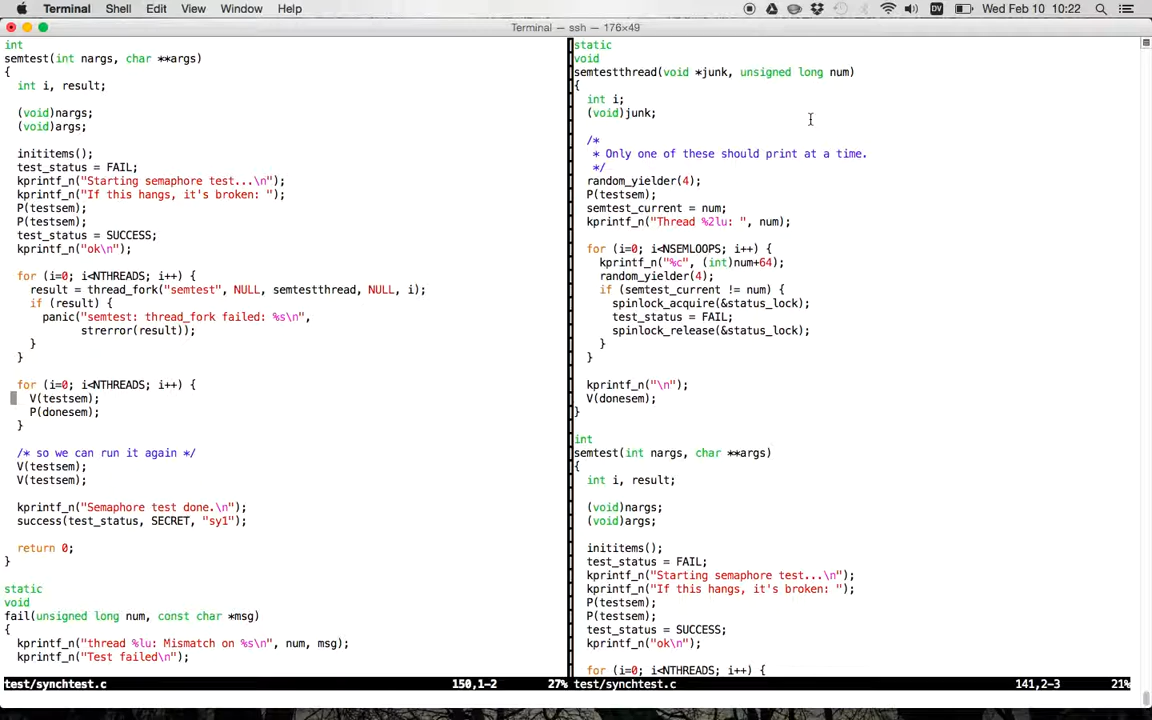 Terminal Shell Edit View Window Help DV Wed Feb 10 10:22
Terminal — ssh — 176×49
int
semtest(int nargs, char **args)
{
int i, result;
(void)nargs;
(void)args;
inititems();
test_status = FAIL;
kprintf_n("Starting semaphore test...\n");
kprintf_n("If this hangs, it's broken: ");
P(testsem);
P(testsem);
test_status = SUCCESS;
kprintf_n("ok\n");
for (i=0; i<NTHREADS; i++) {
result = thread_fork("semtest", NULL, semtestthread, NULL, i);
if (result) {
panic("semtest: thread_fork failed: %s\n",
strerror(result));
}
}
for (i=0; i<NTHREADS; i++) {
V(testsem);
P(donesem);
}
/* so we can run it again */
V(testsem);
V(testsem);
kprintf_n("Semaphore test done.\n");
success(test_status, SECRET, "sy1");
return 0;
}
static
void
fail(unsigned long num, const char *msg)
{
kprintf_n("thread %lu: Mismatch on %s\n", num, msg);
kprintf_n("Test failed\n");
test/synchtest.c 150,1-2 27%
static
void
semtestthread(void *junk, unsigned long num)
{
int i;
(void)junk;
/*
* Only one of these should print at a time.
*/
random_yielder(4);
P(testsem);
semtest_current = num;
kprintf_n("Thread %2lu: ", num);
for (i=0; i<NSEMLOOPS; i++) {
kprintf_n("%c", (int)num+64);
random_yielder(4);
if (semtest_current != num) {
spinlock_acquire(&status_lock);
test_status = FAIL;
spinlock_release(&status_lock);
}
}
kprintf_n("\n");
V(donesem);
}
int
semtest(int nargs, char **args)
{
int i, result;
(void)nargs;
(void)args;
inititems();
test_status = FAIL;
kprintf_n("Starting semaphore test...\n");
kprintf_n("If this hangs, it's broken: ");
P(testsem);
P(testsem);
test_status = SUCCESS;
kprintf_n("ok\n");
for (i=0; i<NTHREADS; i++) {
test/synchtest.c 141,2-3 21%